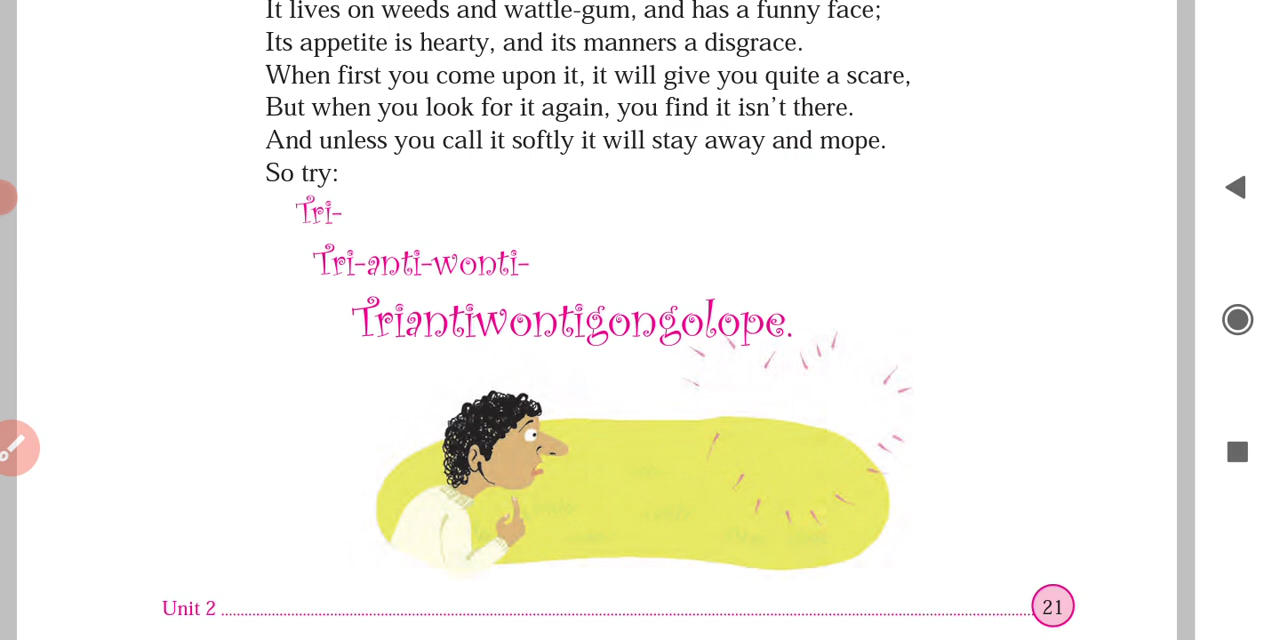 It lives on weeds and wattle-gum, and has a funny face;
Its appetite is hearty, and its manners a disgrace.
When first you come upon it, it will give you quite a scare,
But when you look for it again, you find it isn’t there.
And unless you call it softly it will stay away and mope.
So try:
Tri-
Tri-anti-wonti-
Triantiwontigongolope.
Unit 2 21